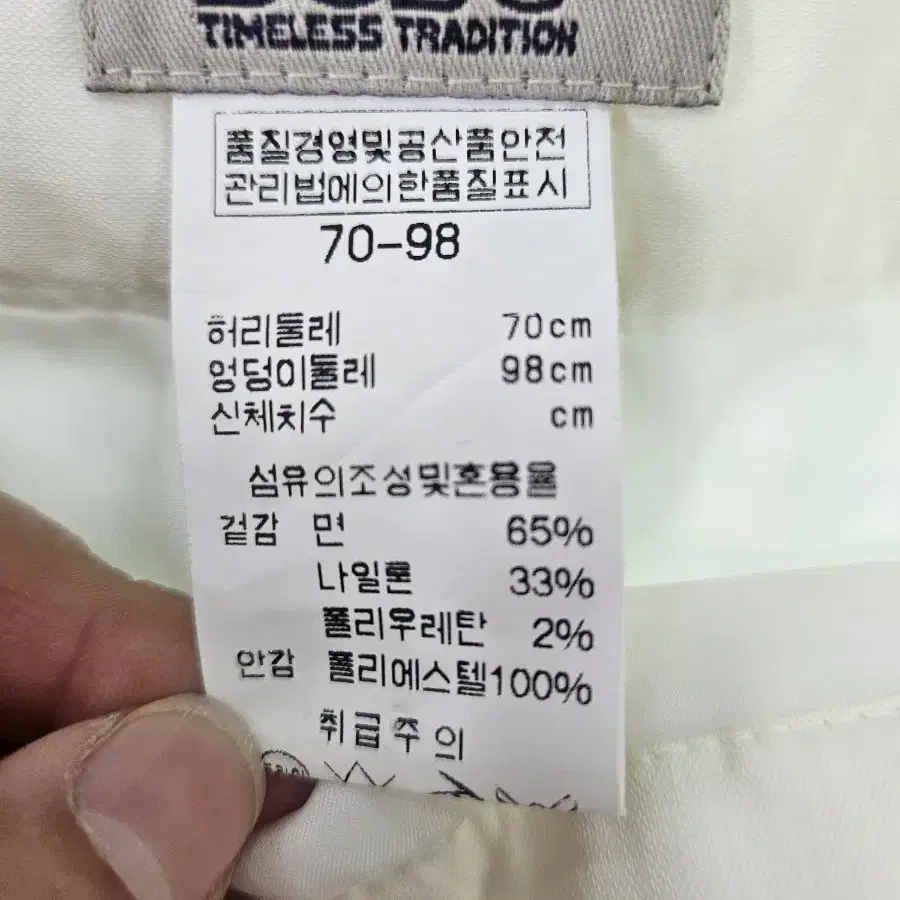 TIMELESS TRADITION
품질경영및공산품안전
관리법에의한품질표시
70-98
허리둘레 70cm
엉덩이둘레 98cm
신체치수 cm
섬유의조성및혼용율
겉감 면 65%
나일론 33%
폴리우레탄 2%
안감 폴리에스텔100%
취급주의